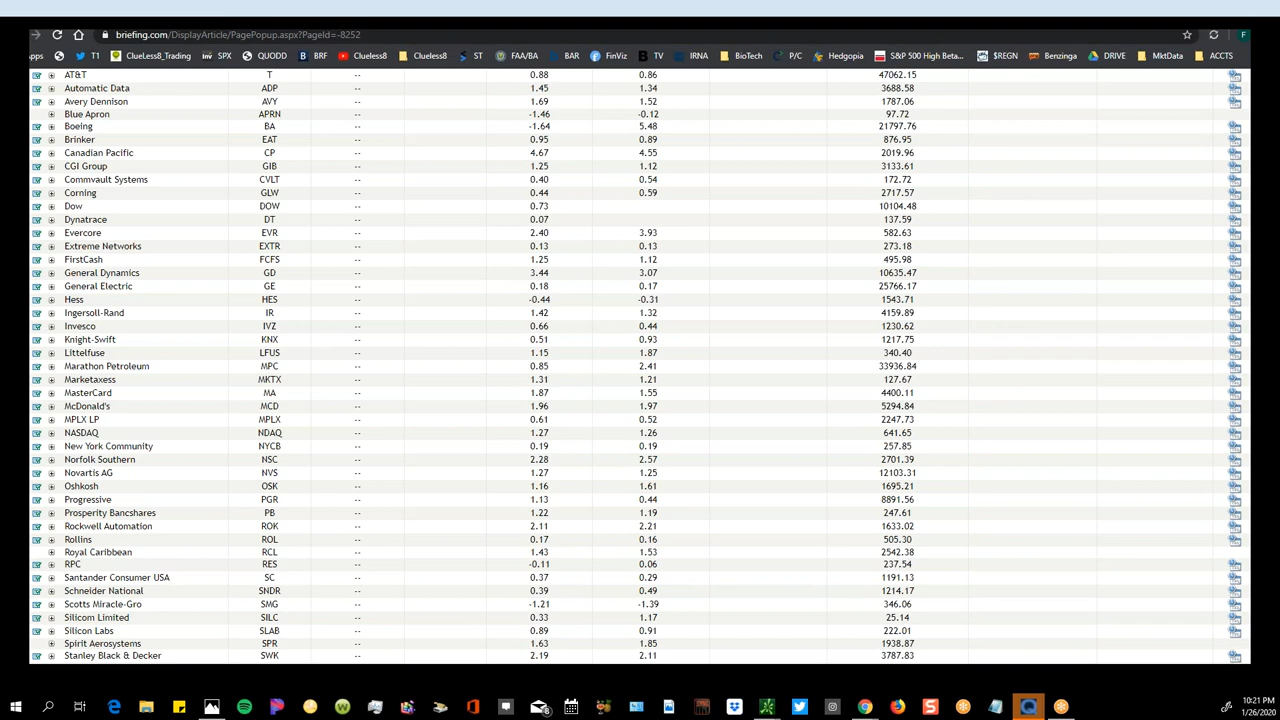 briefing.com/DisplayArticle/PagePopup.aspx?PageId=-8252
F
pps T1 ClueLess8_Trading SPX QUODD BRF Clueless8 Clueless8 ST FAA/BA BAR FinViz TV IRNA BioTech P/C Hedgopia S&P 500 High Beta... $REGN Benzinga DRIVE MktData ACCTS
AT&T T -- 0.88 0.86 47062.15
Automatic Data ADP -- 1.45 1.34 3688.58
Avery Dennison AVY -- 1.69 1.52 1787.06
Blue Apron APRN -- -1.46 -0.12 97.72
Boeing BA -- -1.64 5.48 21797.76
Brinker EAT -- 0.95 0.89 876.95
Canadian Pacific CP -- 4.67 4.55 2019.96
CGI Group GIB -- 1.25 1.12 3133.61
Commvault Systems CVLT -- 0.40 0.54 172.72
Corning GLW -- 0.44 0.59 2717.57
Dow DOW -- 0.73 10104.48
Dynatrace DT -- 0.07 137.59
Evercore EVR -- 2.40 3.93 582.63
Extreme Networks EXTR -- 0.13 0.13 273.18
FirstCash FCFS -- 1.25 1.12 495.98
General Dynamics GD -- 3.44 3.07 10635.47
General Electric GE -- 0.18 0.17 25766.17
Hess HES -- -0.44 -0.31 1543.71
Ingersoll-Rand IR -- 1.42 1.32 4159.89
Invesco IVZ -- 0.66 0.44 1230.62
Knight-Swift KNX -- 0.51 0.93 1217.75
Littelfuse LFUS -- 1.15 1.87 340.40
Marathon Petroleum MPC -- 0.85 2.41 33936.84
Marketaxess MKTX -- 1.31 1.21 127.67
MasterCard MA -- 1.87 1.55 4400.11
McDonald's MCD -- 1.96 1.97 5294.84
MPLX LP MPLX -- 0.61 0.52 2247.73
NASDAQ NDAQ -- 1.27 1.26 641.65
New York Community NYCB -- 0.19 0.19 257.85
Norfolk Southern NSC -- 2.28 2.57 2701.39
Novartis AG NVS -- 1.27 1.25 12103.31
Oshkosh OSK -- 1.16 1.61 1695.21
Progressive PGR -- 1.13 0.44 8891.56
Prosperity Bancshares PB -- 1.22 1.19 247.61
Rockwell Automation ROK -- 2.11 2.21 1633.02
Rollins ROL -- 0.17 0.16 505.30
Royal Caribbean RCL -- 1.43 1.53 2542.38
RPC RES -- -0.11 0.06 237.54
Santander Consumer USA SC -- 0.37 0.29 1191.13
Schneider National SNDR -- 0.39 0.49 1214.17
Scotts Miracle-Gro SMG -- -1.21 -1.39 346.06
Silicom Limited SILC -- 0.33 1.17 25.14
Silicon Labs SLAB -- 0.89 0.91 222.01
Spirit Aerosystems SPR -- 1.63 1.85 1938.87
Stanley Black & Decker SWK -- 2.19 2.11 3787.83
10:21 PM
1/26/2020